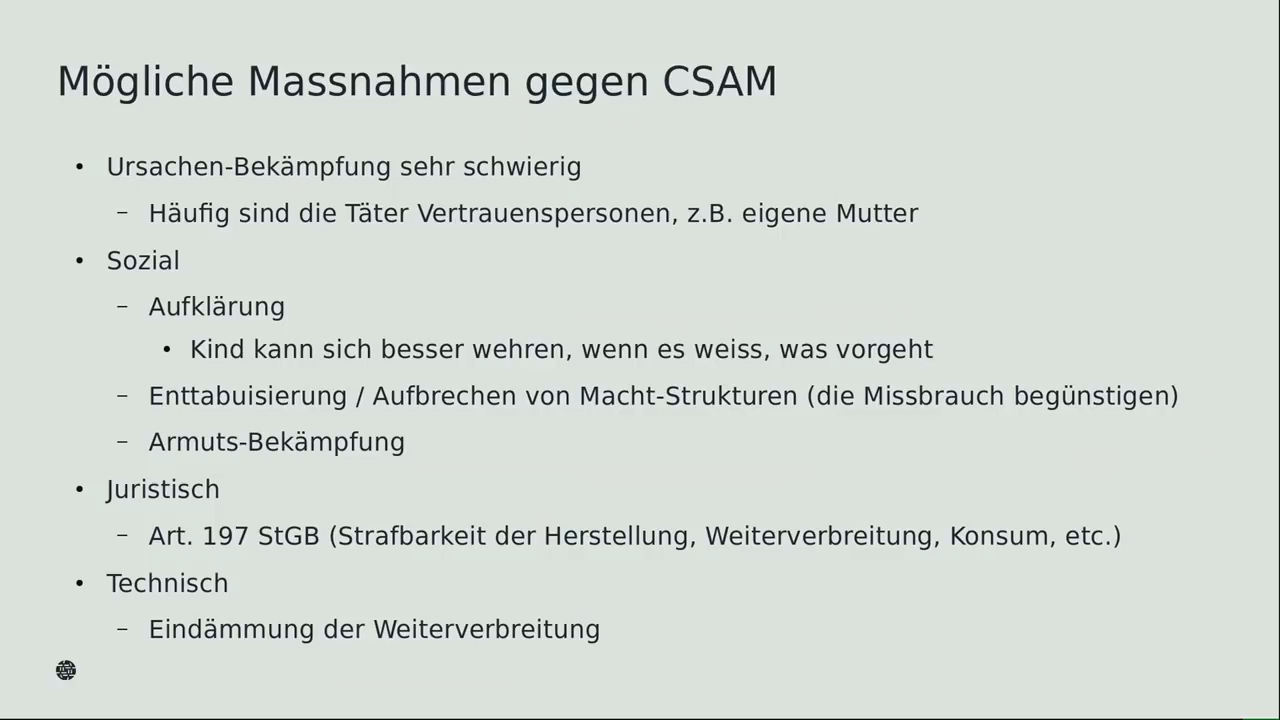 Mögliche Massnahmen gegen CSAM
• Ursachen-Bekämpfung sehr schwierig
– Häufig sind die Täter Vertrauenspersonen, z.B. eigene Mutter
• Sozial
– Aufklärung
• Kind kann sich besser wehren, wenn es weiss, was vorgeht
– Enttabuisierung / Aufbrechen von Macht-Strukturen (die Missbrauch begünstigen)
– Armuts-Bekämpfung
• Juristisch
– Art. 197 StGB (Strafbarkeit der Herstellung, Weiterverbreitung, Konsum, etc.)
• Technisch
– Eindämmung der Weiterverbreitung